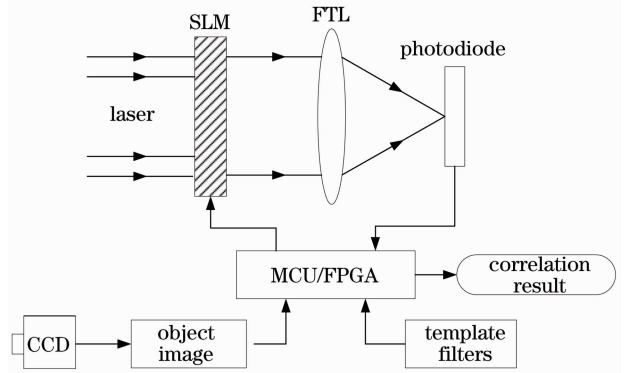 SLM
FTL
photodiode
laser
MCU/FPGA
correlation
result
CCD
object
image
template
filters